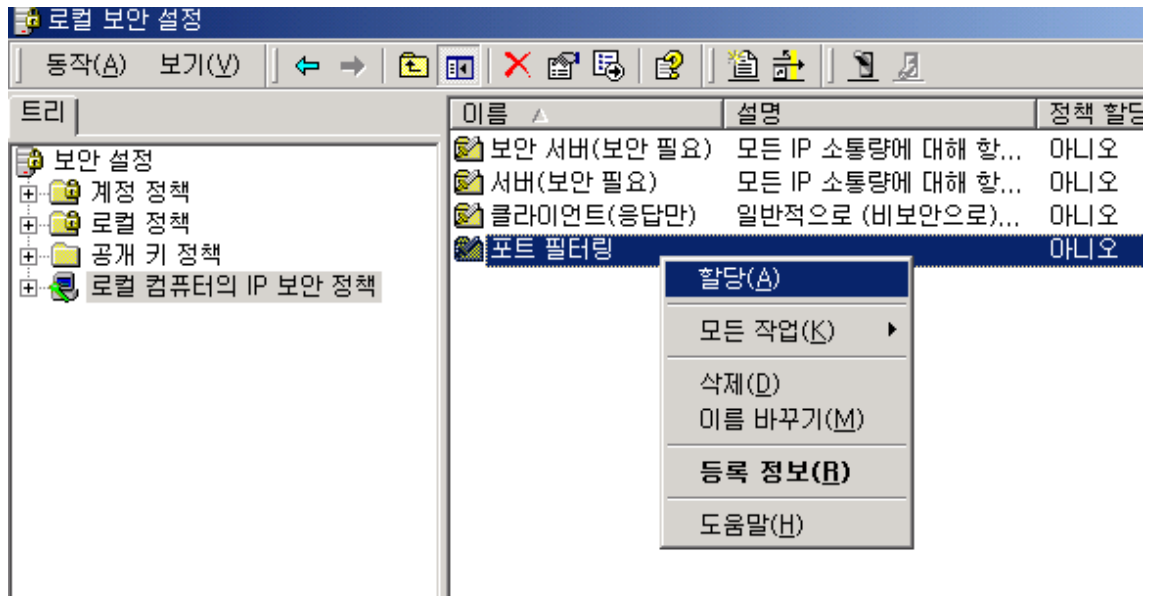 로컬 보안 설정
동작(A) 보기(V)
트리
이름 설명 정책 할당
보안 설정
계정 정책
로컬 정책
공개 키 정책
로컬 컴퓨터의 IP 보안 정책
보안 서버(보안 필요) 모든 IP 소통량에 대해 항... 아니오
서버(보안 필요) 모든 IP 소통량에 대해 항... 아니오
클라이언트(응답만) 일반적으로 (비보안으로)... 아니오
포트 필터링 아니오
할당(A)
모든 작업(K)
삭제(D)
이름 바꾸기(M)
등록 정보(R)
도움말(H)